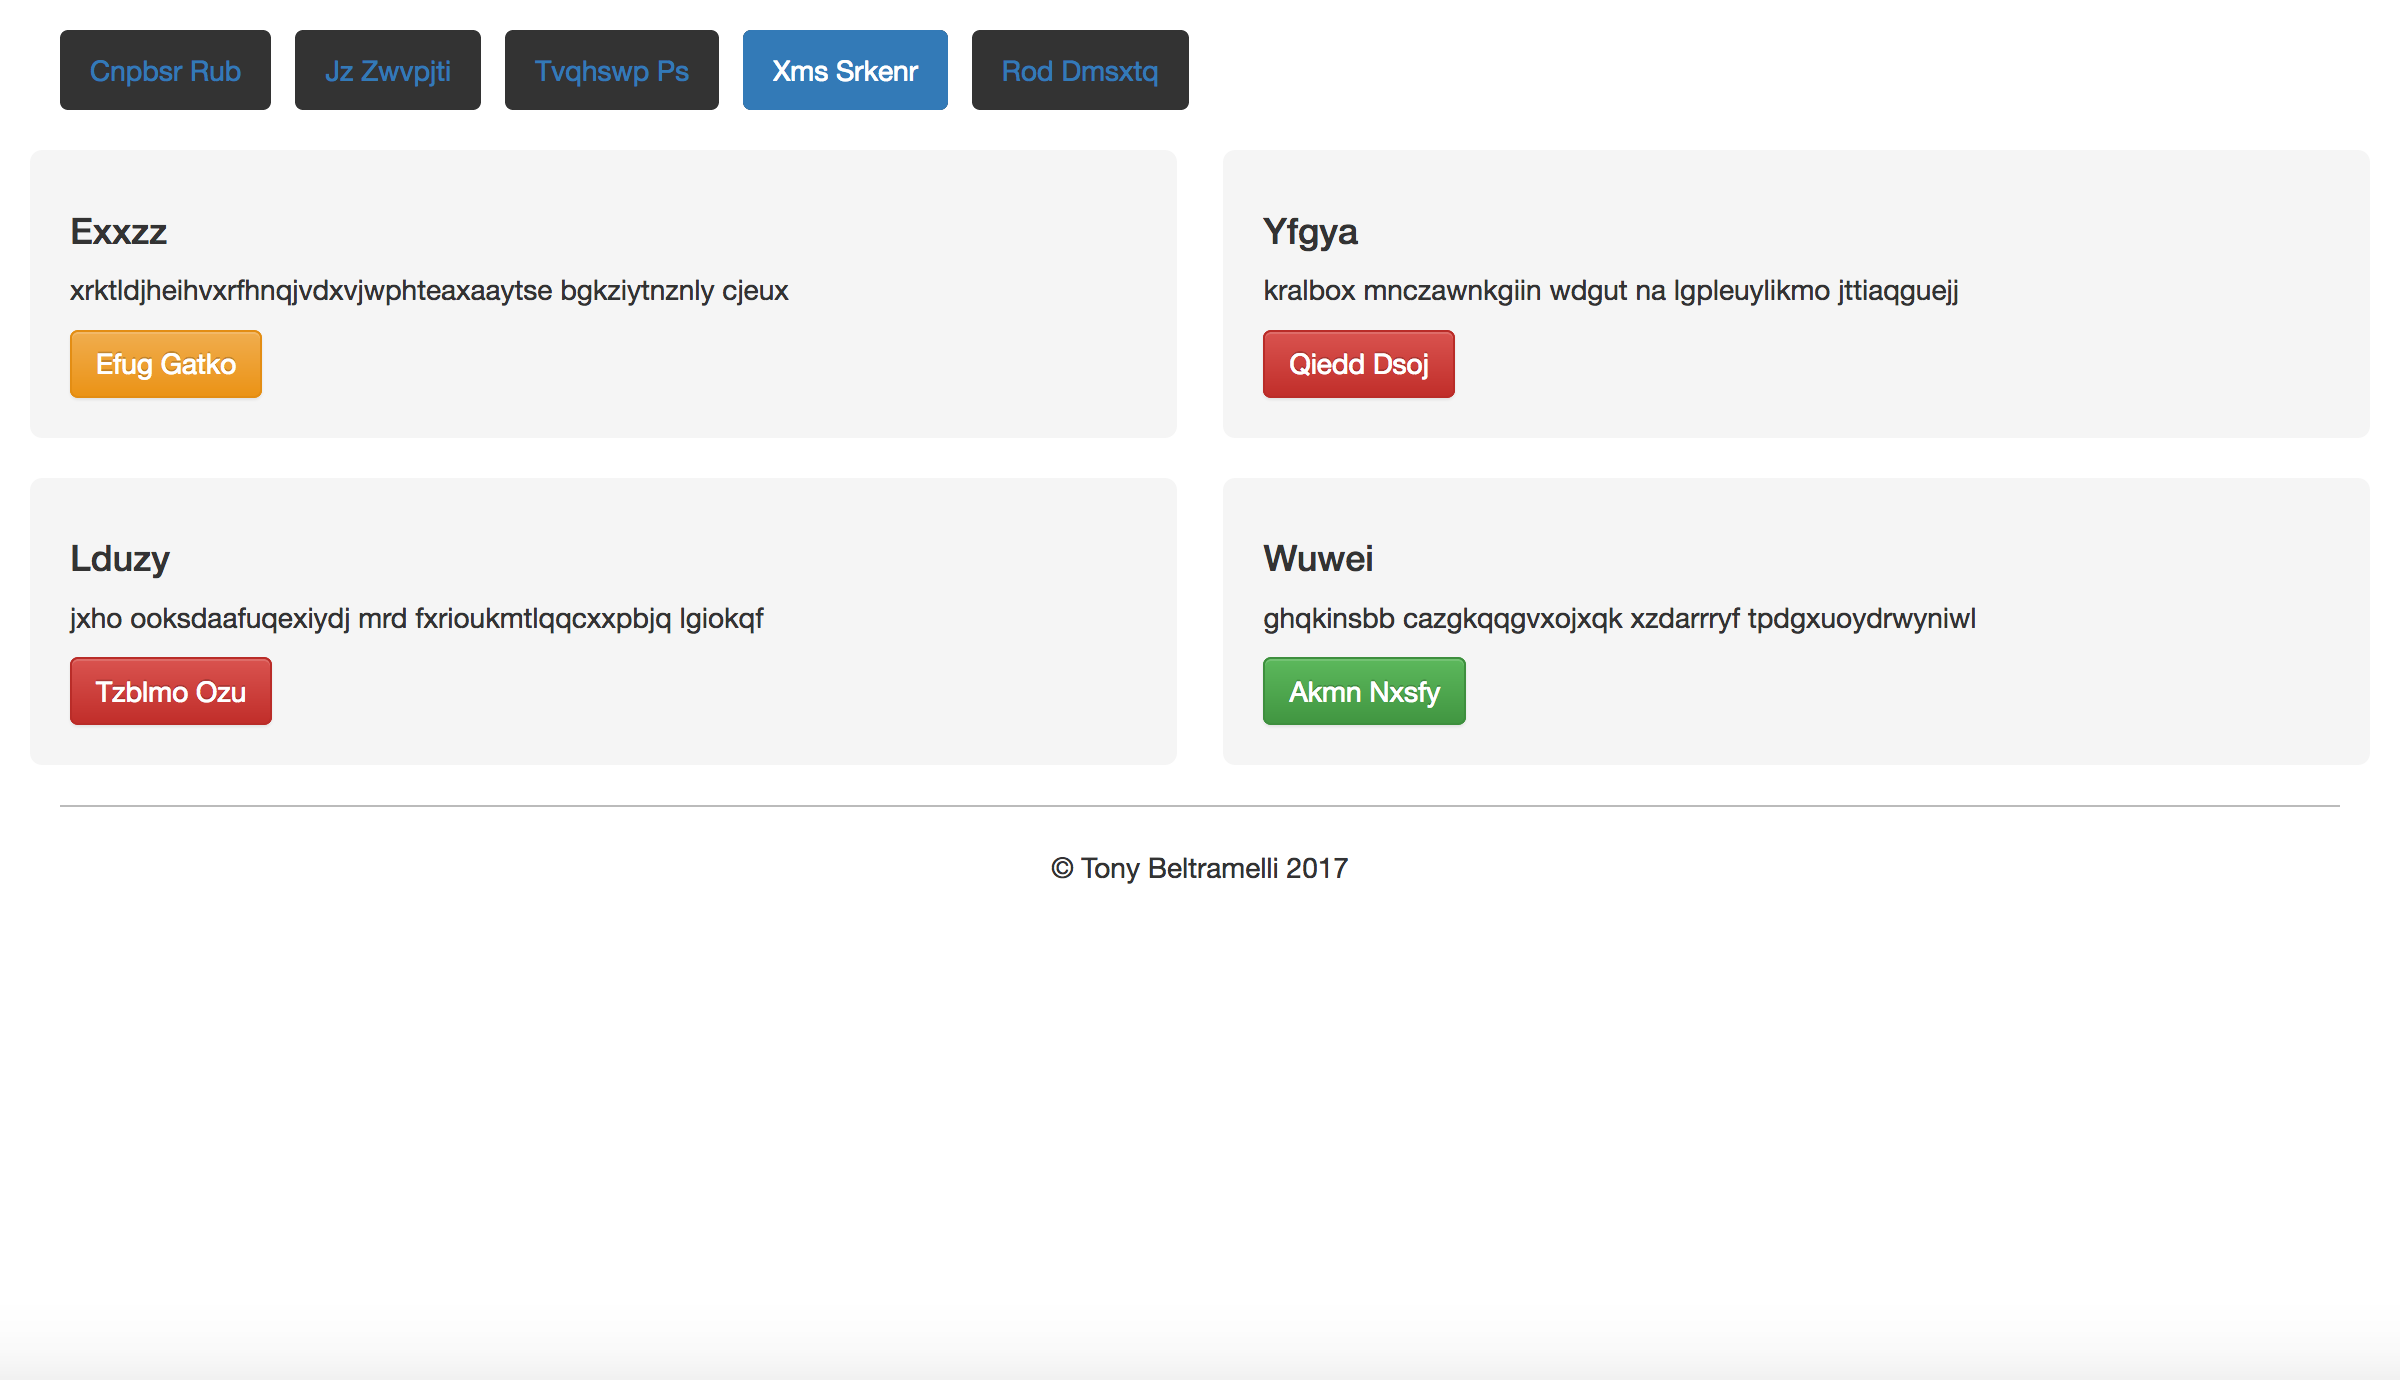 Cnpbsr Rub Jz Zwvpjti Tvqhswp Ps Xms Srkenr Rod Dmsxtq
Exxzz
xrktldjheihvxrfhnqjvdxvjwphteaxaaytse bgkziytnznly cjeux
Efug Gatko
Yfgya
kralbox mnczawnkgiin wdgut na lgpleuylikmo jttiaqguejj
Qiedd Dsoj
Lduzy
jxho ooksdaafuqexiydj mrd fxrioukmtlqqcxxpbjq lgiokqf
Tzblmo Ozu
Wuwei
ghqkinsbb cazgkqqgvxojxqk xzdarrryf tpdgxuoydrwyniwl
Akmn Nxsfy
© Tony Beltramelli 2017